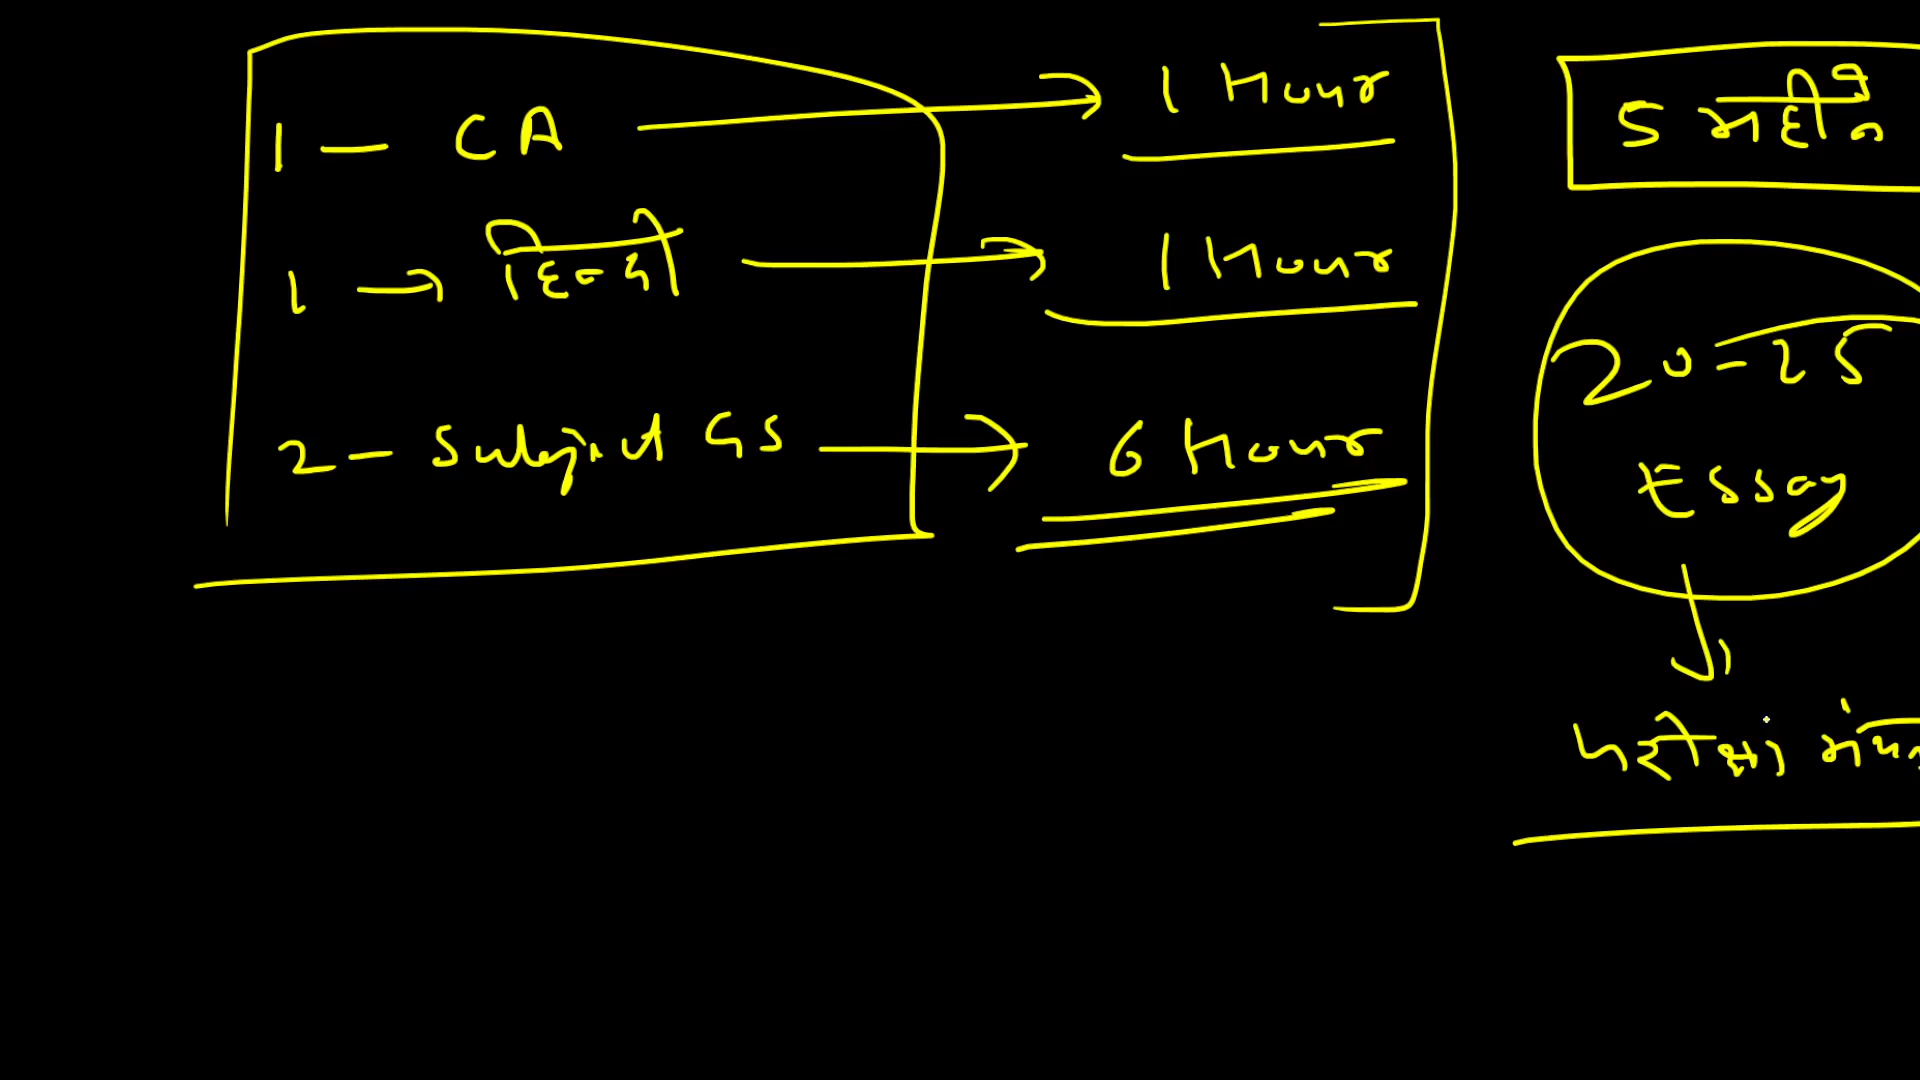 1 - CA → 1 Hour
1 → हिन्दी → 1 Hour
2 - Subject GS → 6 Hour
5 महीने
20-25
Essay
परीक्षा